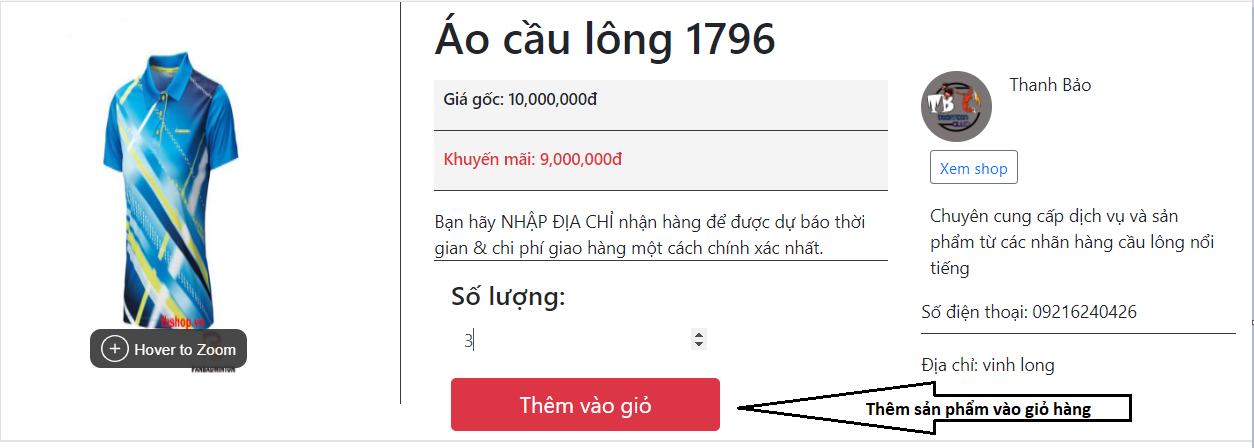 Áo cầu lông 1796
Giá gốc: 10,000,000đ
Khuyến mãi: 9,000,000đ
Bạn hãy NHẬP ĐỊA CHỈ nhận hàng để được dự báo thời
gian & chi phí giao hàng một cách chính xác nhất.
Số lượng:
3
Thêm vào giỏ
Thêm sản phẩm vào giỏ hàng
Hover to Zoom
Thanh Bảo
Xem shop
Chuyên cung cấp dịch vụ và sản
phẩm từ các nhãn hàng cầu lông nổi
tiếng
Số điện thoại: 09216240426
Địa chỉ: vinh long